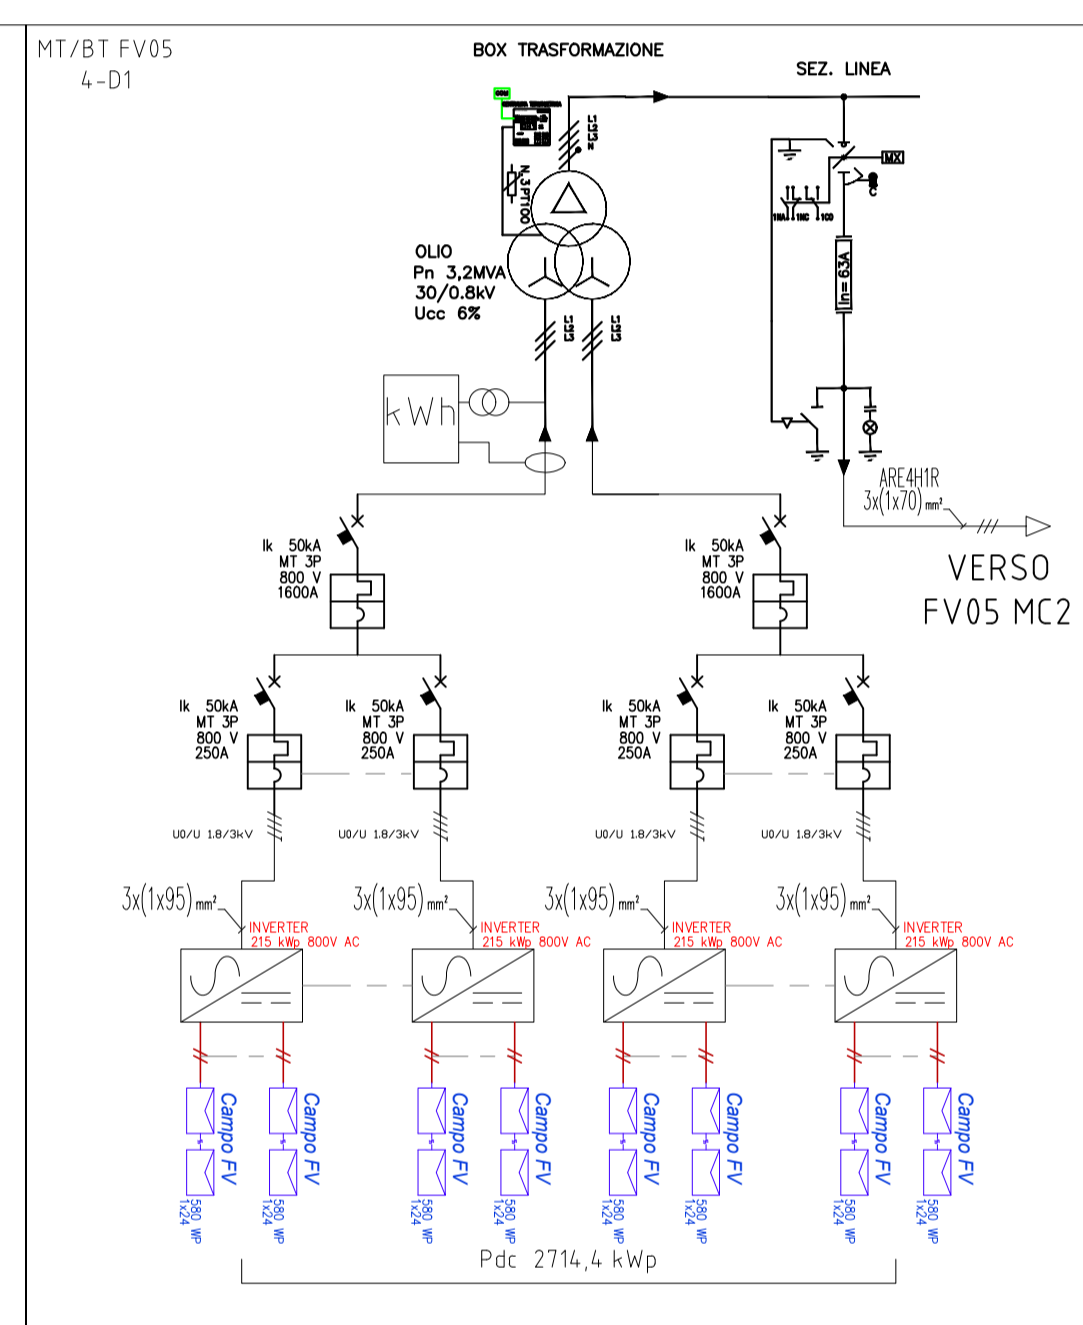 MT/BT FV05
4-D1
BOX TRASFORMAZIONE
SEZ. LINEA
N.3PT100
MX
1NA
1NC
1CO
In= 63A
OLIO
Pn 3,2MVA
30/0.8kV
Ucc 6%
kWh
ARE4H1R
3x(1x70) mm²
VERSO
FV05 MC2
Ik 50kA
MT 3P
800 V
1600A
Ik 50kA
MT 3P
800 V
1600A
Ik 50kA
MT 3P
800 V
250A
Ik 50kA
MT 3P
800 V
250A
Ik 50kA
MT 3P
800 V
250A
Ik 50kA
MT 3P
800 V
250A
U0/U 1.8/3kV
U0/U 1.8/3kV
U0/U 1.8/3kV
U0/U 1.8/3kV
3x(1x95) mm²
3x(1x95) mm²
3x(1x95) mm²
3x(1x95) mm²
INVERTER
215 kWp 800V AC
INVERTER
215 kWp 800V AC
INVERTER
215 kWp 800V AC
INVERTER
215 kWp 800V AC
Campo FV
Campo FV
Campo FV
Campo FV
Campo FV
Campo FV
Campo FV
Campo FV
580 WP
1x24
580 WP
1x24
580 WP
1x24
580 WP
1x24
580 WP
1x24
580 WP
1x24
580 WP
1x24
580 WP
1x24
Pdc 2714,4 kWp